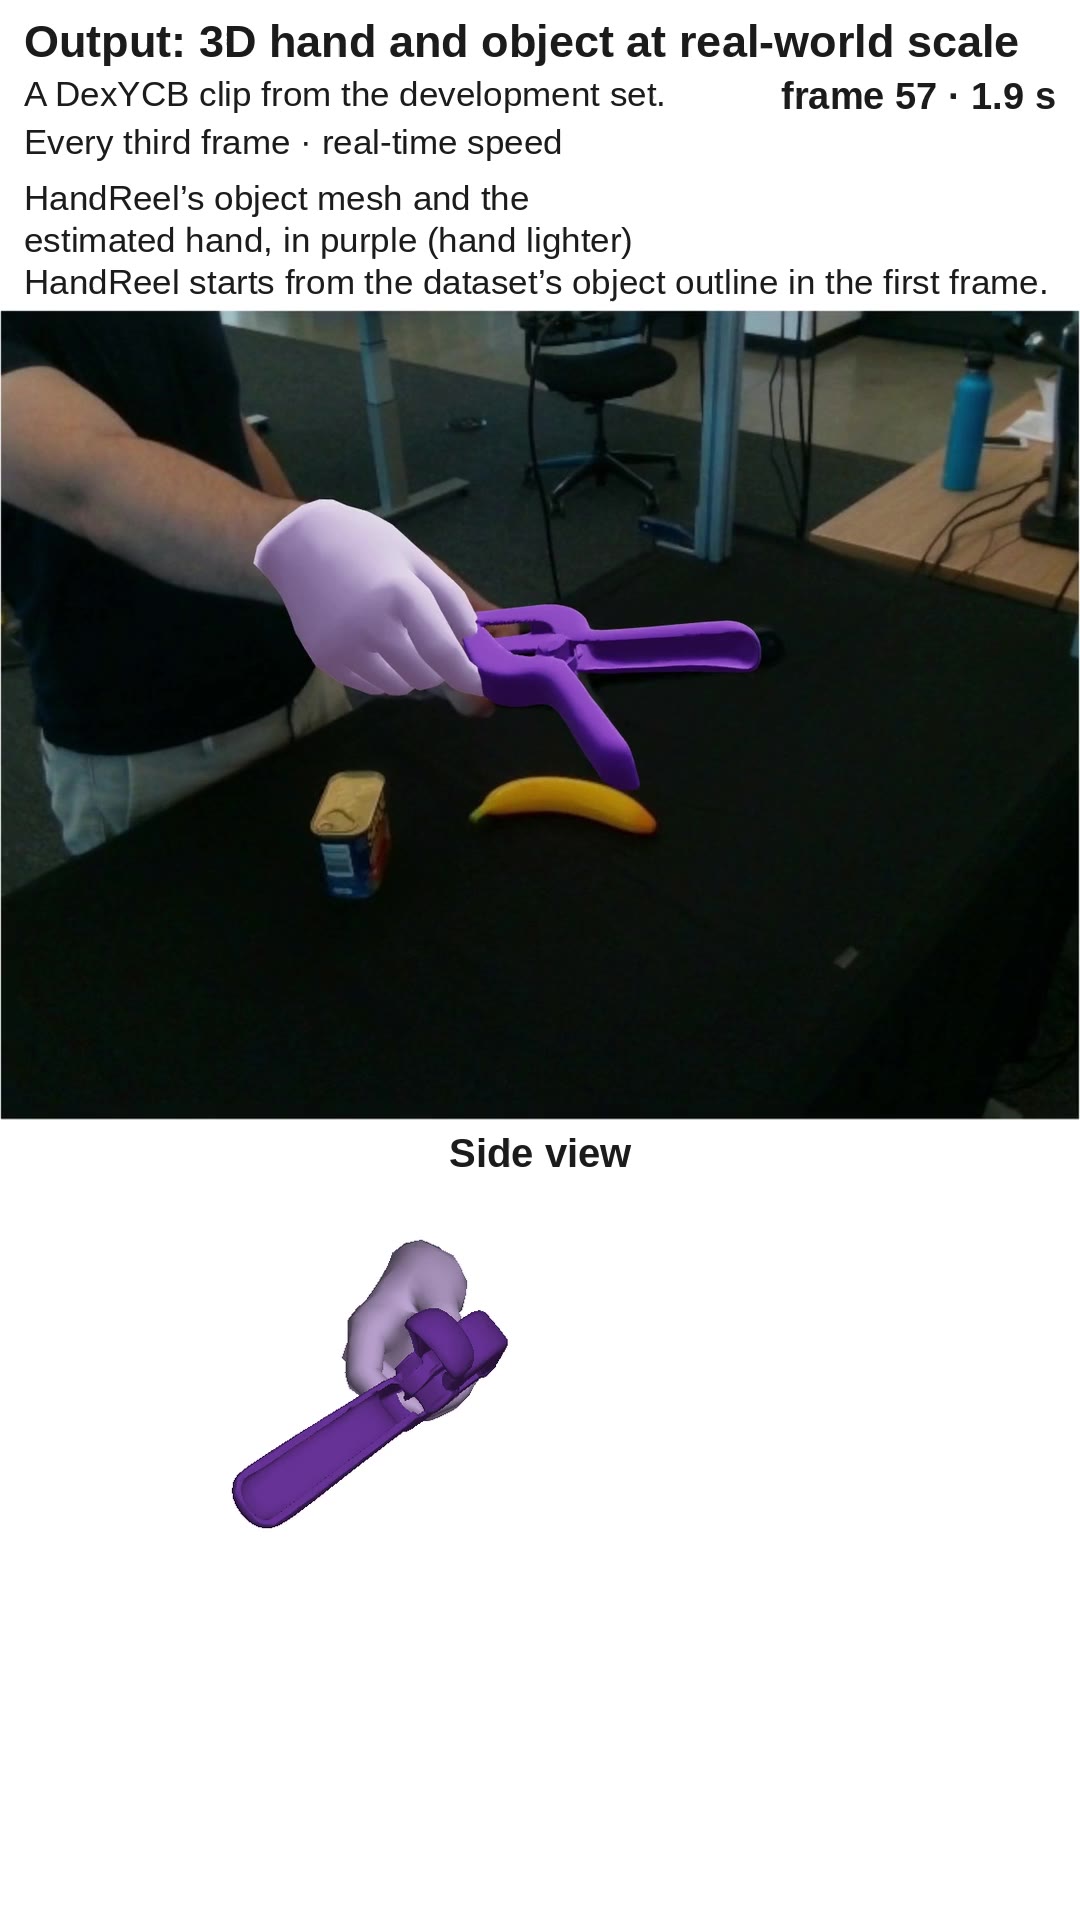 Output: 3D hand and object at real-world scale
A DexYCB clip from the development set.
frame 57 · 1.9 s
Every third frame · real-time speed
HandReel’s object mesh and the
estimated hand, in purple (hand lighter)
HandReel starts from the dataset’s object outline in the first frame.
Side view